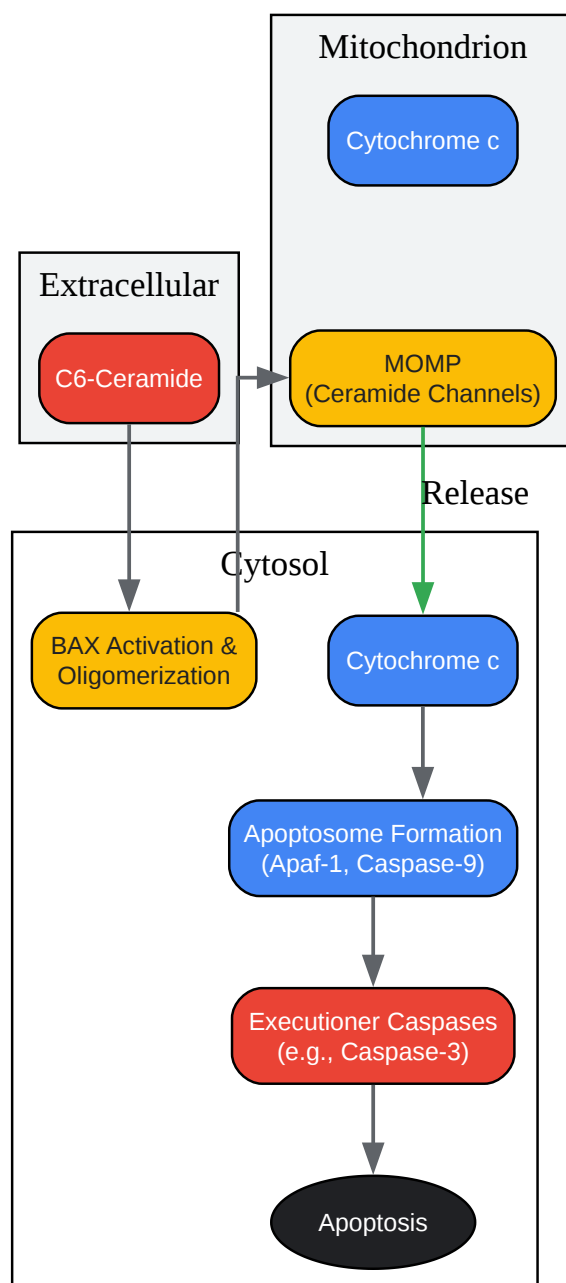 Mitochondrion
Cytochrome c
Extracellular
C6-Ceramide
MOMP
(Ceramide Channels)
Release
Cytosol
BAX Activation &
Oligomerization
Cytochrome c
Apoptosome Formation
(Apaf-1, Caspase-9)
Executioner Caspases
(e.g., Caspase-3)
Apoptosis